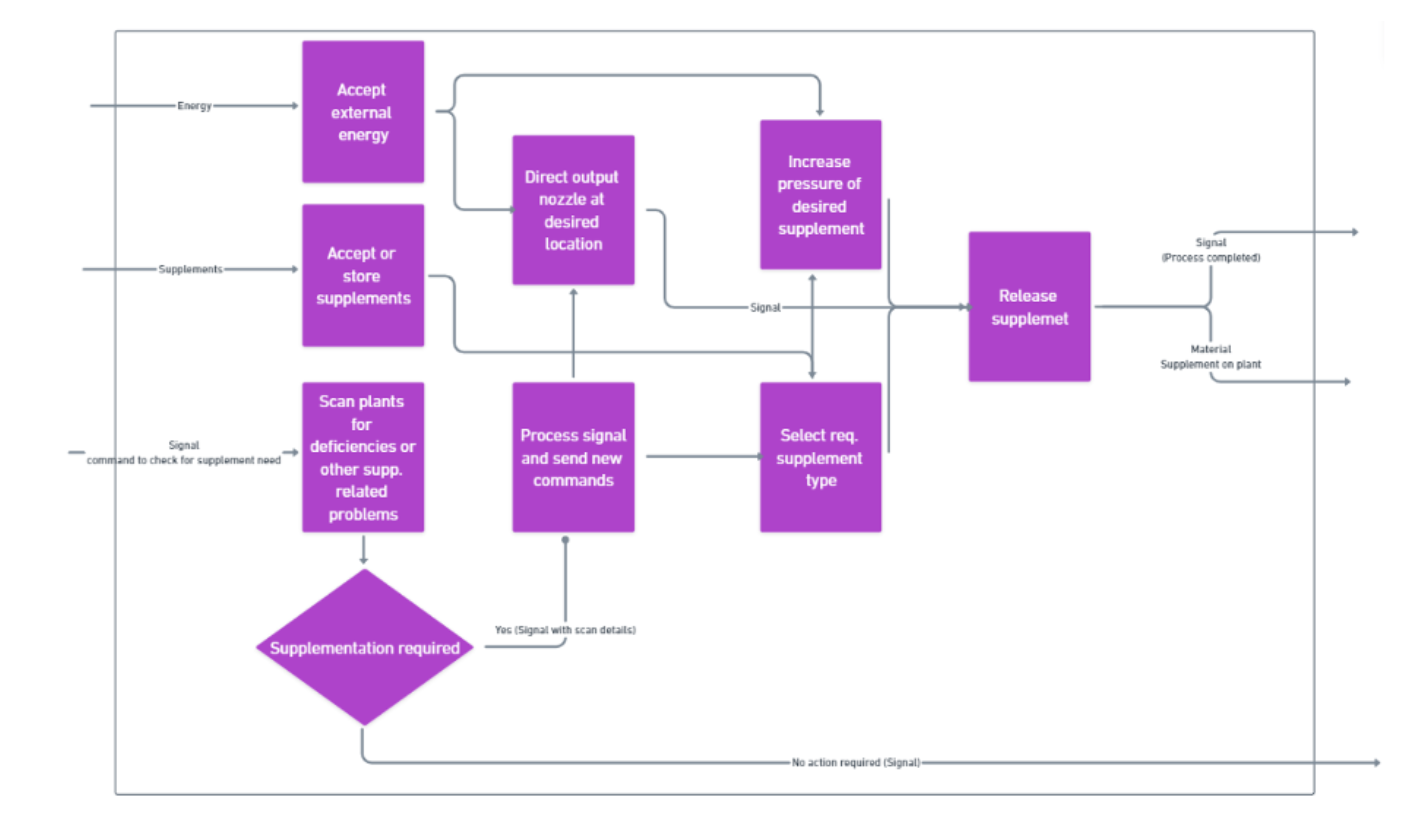 Energy
Accept
external
energy
Direct output
nozzle at
desired
location
Increase
pressure of
desired
supplement
Supplements
Accept or
store
supplements
Signal
Release
supplemet
Signal
(Process completed)
Material
Supplement on plant
Signal
command to check for supplement need
Scan plants
for
deficiencies or
other supp.
related
problems
Process signal
and send new
commands
Select req.
supplement
type
Supplementation required
Yes (Signal with scan details)
No action required (Signal)